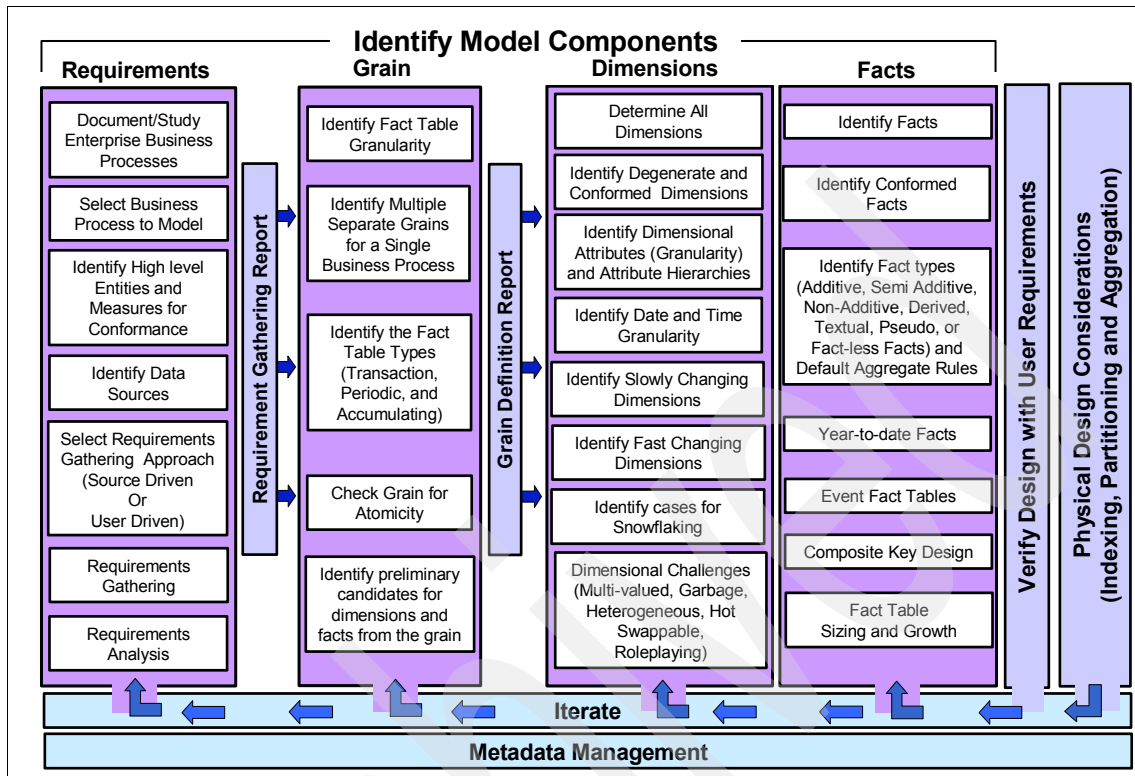 Identify Model Components
Requirements
Grain
Dimensions
Facts
Document/Study
Enterprise Business
Processes
Select Business
Process to Model
Identify High level
Entities and
Measures for
Conformance
Identify Data
Sources
Select Requirements
Gathering Approach
(Source Driven
Or
User Driven)
Requirements
Gathering
Requirements
Analysis
Requirement Gathering Report
Identify Fact Table
Granularity
Identify Multiple
Separate Grains
for a Single
Business Process
Identify the Fact
Table Types
(Transaction,
Periodic, and
Accumulating)
Check Grain for
Atomicity
Identify preliminary
candidates for
dimensions and
facts from the grain
Grain Definition Report
Determine All
Dimensions
Identify Degenerate and
Conformed Dimensions
Identify Dimensional
Attributes (Granularity)
and Attribute Hierarchies
Identify Date and Time
Granularity
Identify Slowly Changing
Dimensions
Identify Fast Changing
Dimensions
Identify cases for
Snowflaking
Dimensional Challenges
(Multi-valued, Garbage,
Heterogeneous, Hot
Swappable,
Roleplaying)
Identify Facts
Identify Conformed
Facts
Identify Fact types
(Additive, Semi Additive,
Non-Additive, Derived,
Textual, Pseudo, or
Fact-less Facts) and
Default Aggregate Rules
Year-to-date Facts
Event Fact Tables
Composite Key Design
Fact Table
Sizing and Growth
Verify Design with User Requirements
Physical Design Considerations
(Indexing, Partitioning and Aggregation)
Iterate
Metadata Management